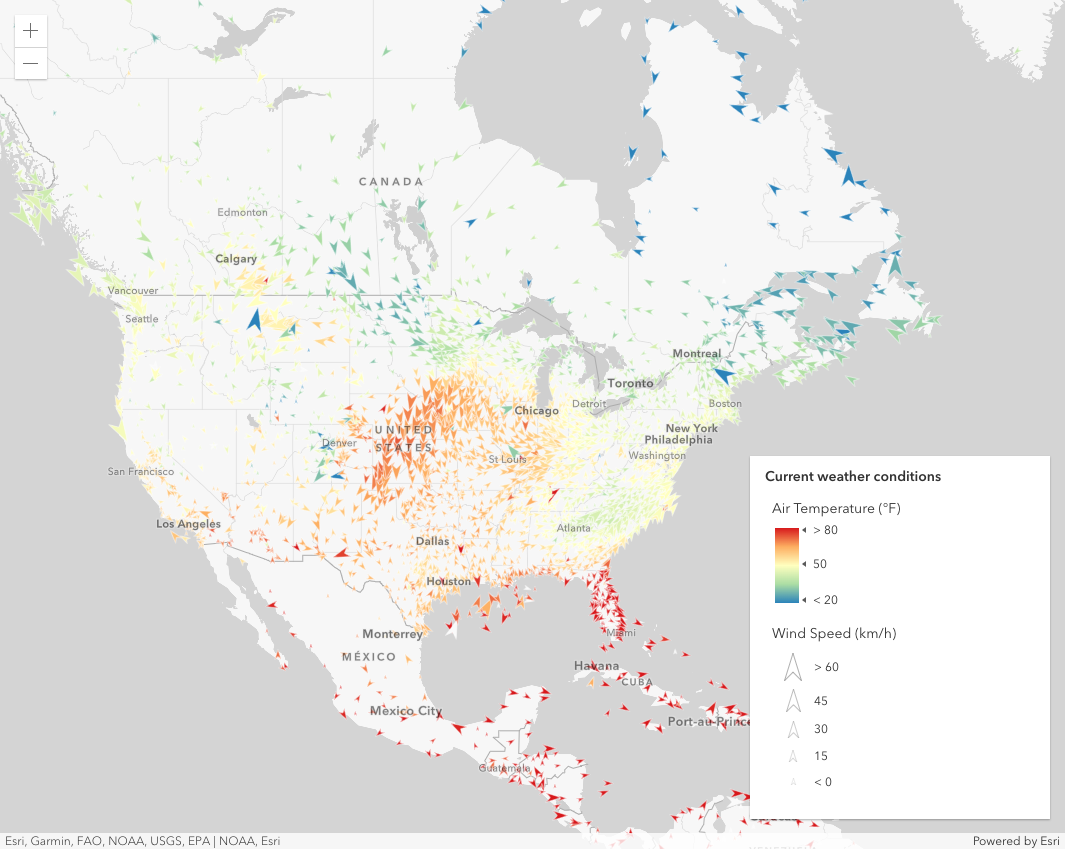 +
−
CANADA
Edmonton
Calgary
Vancouver
Seattle
Montreal
Toronto
Detroit
Boston
Chicago
New York
Philadelphia
UNITED
STATES
Denver
St Louis
Washington
San Francisco
Los Angeles
Atlanta
Dallas
Houston
Monterrey
Miami
MÉXICO
Havana
CUBA
Mexico City
Port-au-Prince
Guatemala
Current weather conditions
Air Temperature (°F)
> 80
50
< 20
Wind Speed (km/h)
> 60
45
30
15
< 0
Esri, Garmin, FAO, NOAA, USGS, EPA | NOAA, Esri
Powered by Esri